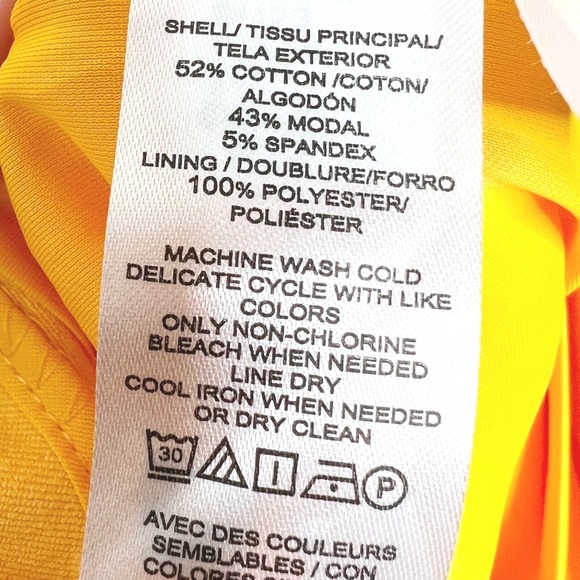 SHELL/ TISSU PRINCIPAL/
TELA EXTERIOR
52% COTTON /COTON/
ALGODÓN
43% MODAL
5% SPANDEX
LINING / DOUBLURE/FORRO
100% POLYESTER/
POLIÉSTER
MACHINE WASH COLD
DELICATE CYCLE WITH LIKE
COLORS
ONLY NON-CHLORINE
BLEACH WHEN NEEDED
LINE DRY
COOL IRON WHEN NEEDED
OR DRY CLEAN
30 P
AVEC DES COULEURS
SEMBLABLES / CON
COLORES